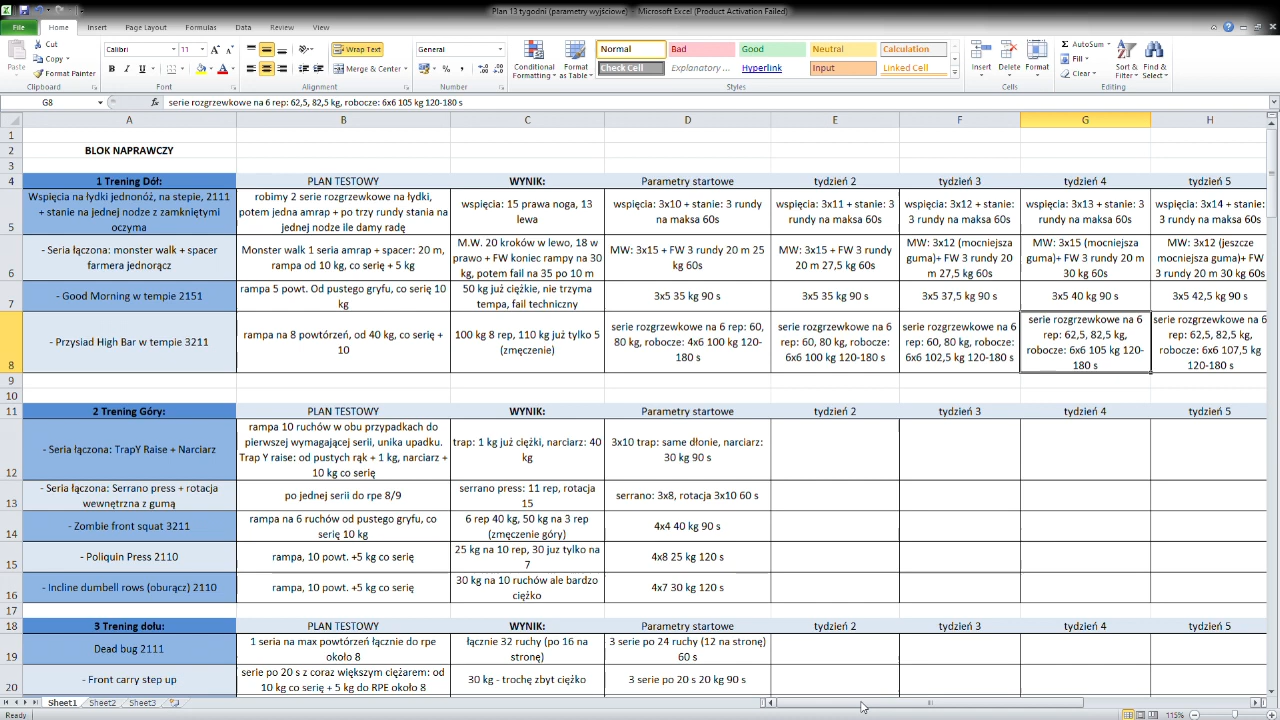 Plan 13 tygodni (parametry wyjściowe) - Microsoft Excel (Product Activation Failed)
File Home Insert Page Layout Formulas Data Review View
Cut
Copy
Format Painter
Paste
Calibri 11
B I U
Wrap Text
Merge & Center
General
Conditional Formatting
Format as Table
Normal Bad Good Neutral Calculation
Check Cell Explanatory ... Hyperlink Input Linked Cell
Insert Delete Format
AutoSum
Fill
Clear
Sort & Filter
Find & Select
Clipboard Font Alignment Number Styles Cells Editing
G8 fx serie rozgrzewkowe na 6 rep: 62,5, 82,5 kg, robocze: 6x6 105 kg 120-180 s
A B C D E F G H
1
2 BLOK NAPRAWCZY
3
4 1 Trening Dół: PLAN TESTOWY WYNIK: Parametry startowe tydzień 2 tydzień 3 tydzień 4 tydzień 5
5
Wspięcia na łydki jednonóż, na stepie, 2111
+ stanie na jednej nodze z zamkniętymi
oczyma
robimy 2 serie rozgrzewkowe na łydki,
potem jedna amrap + po trzy rundy stania na
jednej nodze ile damy radę
wspięcia: 15 prawa noga, 13
lewa
wspięcia: 3x10 + stanie: 3 rundy
na maksa 60s
wspięcia: 3x11 + stanie: 3
rundy na maksa 60s
wspięcia: 3x12 + stanie:
3 rundy na maksa 60s
wspięcia: 3x13 + stanie: 3
rundy na maksa 60s
wspięcia: 3x14 + stanie: 3
rundy na maksa 60s
6
- Seria łączona: monster walk + spacer
farmera jednorącz
Monster walk 1 seria amrap + spacer: 20 m,
rampa od 10 kg, co serię + 5 kg
M.W. 20 kroków w lewo, 18 w
prawo + FW koniec rampy na 30
kg, potem fail na 35 po 10 m
MW: 3x15 + FW 3 rundy 20 m 25
kg 60s
MW: 3x15 + FW 3 rundy
20 m 27,5 kg 60s
MW: 3x12 (mocniejsza
guma)+ FW 3 rundy 20
m 27,5 kg 60s
MW: 3x15 (mocniejsza
guma)+ FW 3 rundy 20 m
30 kg 60s
MW: 3x12 (jeszcze
mocniejsza guma)+ FW
3 rundy 20 m 30 kg 60s
7
- Good Morning w tempie 2151
rampa 5 powt. Od pustego gryfu, co serię 10
kg
50 kg już ciężkie, nie trzyma
tempa, fail techniczny
3x5 35 kg 90 s
3x5 35 kg 90 s
3x5 37,5 kg 90 s
3x5 40 kg 90 s
3x5 42,5 kg 90 s
8
- Przysiad High Bar w tempie 3211
rampa na 8 powtórzeń, od 40 kg, co serię +
10
100 kg 8 rep, 110 kg już tylko 5
(zmęczenie)
serie rozgrzewkowe na 6 rep: 60,
80 kg, robocze: 4x6 100 kg 120-
180 s
serie rozgrzewkowe na 6
rep: 60, 80 kg, robocze:
6x6 100 kg 120-180 s
serie rozgrzewkowe na 6
rep: 60, 80 kg, robocze:
6x6 102,5 kg 120-180 s
serie rozgrzewkowe na 6
rep: 62,5, 82,5 kg,
robocze: 6x6 105 kg 120-
180 s
serie rozgrzewkowe na 6
rep: 62,5, 82,5 kg,
robocze: 6x6 107,5 kg
120-180 s
9
10
11 2 Trening Góry: PLAN TESTOWY WYNIK: Parametry startowe tydzień 2 tydzień 3 tydzień 4 tydzień 5
12
- Seria łączona: TrapY Raise + Narciarz
rampa 10 ruchów w obu przypadkach do
pierwszej wymagającej serii, unika upadku.
Trap Y raise: od pustych rąk + 1 kg, narciarz +
10 kg co serię
trap: 1 kg już ciężki, narciarz: 40
kg
3x10 trap: same dłonie, narciarz:
30 kg 90 s
13
- Seria łączona: Serrano press + rotacja
wewnętrzna z gumą
po jednej serii do rpe 8/9
serrano press: 11 rep, rotacja
15
serrano: 3x8, rotacja 3x10 60 s
14
- Zombie front squat 3211
rampa na 6 ruchów od pustego gryfu, co
serię 10 kg
6 rep 40 kg, 50 kg na 3 rep
(zmęczenie góry)
4x4 40 kg 90 s
15
- Poliquin Press 2110
rampa, 10 powt. +5 kg co serię
25 kg na 10 rep, 30 juz tylko na
7
4x8 25 kg 120 s
16
- Incline dumbell rows (oburącz) 2110
rampa, 10 powt. +5 kg co serię
30 kg na 10 ruchów ale bardzo
ciężko
4x7 30 kg 120 s
17
18 3 Trening dołu: PLAN TESTOWY WYNIK: Parametry startowe tydzień 2 tydzień 3 tydzień 4 tydzień 5
19
Dead bug 2111
1 seria na max powtórzeń łącznie do rpe
około 8
łącznie 32 ruchy (po 16 na
stronę)
3 serie po 24 ruchy (12 na stronę)
60 s
20
- Front carry step up
serie po 20 s z coraz większym ciężarem: od
10 kg co serię + 5 kg do RPE około 8
30 kg - trochę zbyt ciężko
3 serie po 20 s 20 kg 90 s
Sheet1 Sheet2 Sheet3
Ready 115%